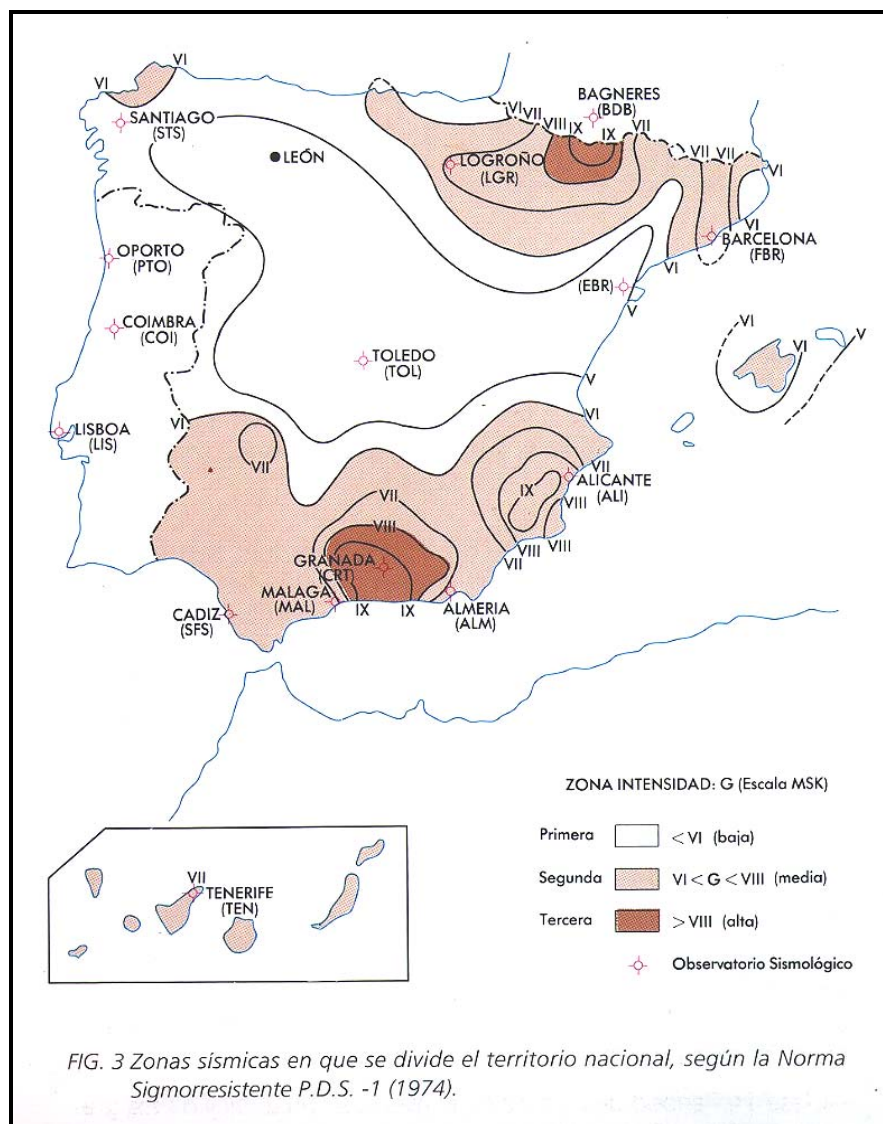 VI
VI
SANTIAGO
(STS)
LEÓN
BAGNERES
(BDB)
VI
VII
VIII
IX
IX
VII
VII
VII
VI
LOGROÑO
(LGR)
VI
BARCELONA
(FBR)
VI
OPORTO
(PTO)
(EBR)
V
COIMBRA
(COI)
VI
VI
V
TOLEDO
(TOL)
V
VI
VI
LISBOA
(LIS)
VII
VII
ALICANTE
(ALI)
IX
VII
VIII
VIII
GRANADA
(CRT)
VIII
VIII
VII
MALAGA
(MAL)
IX
IX
ALMERIA
(ALM)
CADIZ
(SFS)
ZONA INTENSIDAD: G (Escala MSK)
Primera < VI (baja)
Segunda VI < G < VIII (media)
Tercera > VIII (alta)
Observatorio Sismológico
VII
TENERIFE
(TEN)
FIG. 3 Zonas sísmicas en que se divide el territorio nacional, según la Norma
Sigmorresistente P.D.S. -1 (1974).